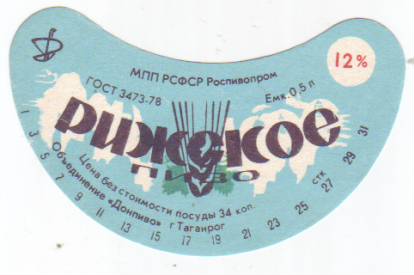 МПП РСФСР Роспивопром
12%
ГОСТ 3473-78
Емк. 0,5 л
РИЖСКОЕ
ПИВО
Цена без стоимости посуды 34 коп.
Объединение «Донпиво» г Таганрог
1 3 5 7 9 11 13 15 17 19 21 23 25 27 29 31
стк